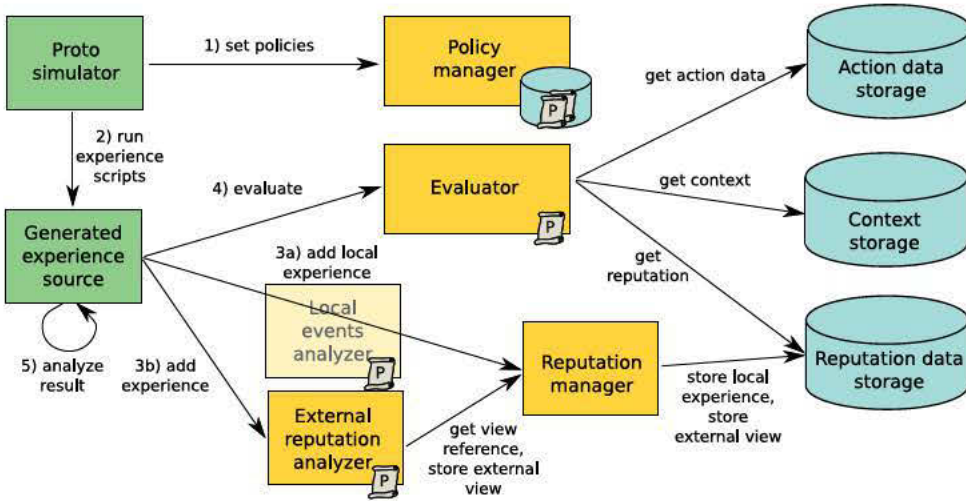 Proto
simulator
1) set policies
Policy
manager
P
get action data
Action data
storage
2) run
experience
scripts
4) evaluate
Evaluator
P
get context
Context
storage
Generated
experience
source
3a) add local
experience
get
reputation
Local
events
analyzer
P
5) analyze
result
3b) add
experience
Reputation
manager
store local
experience,
store
external view
Reputation data
storage
External
reputation
analyzer
P
get view
reference,
store external
view